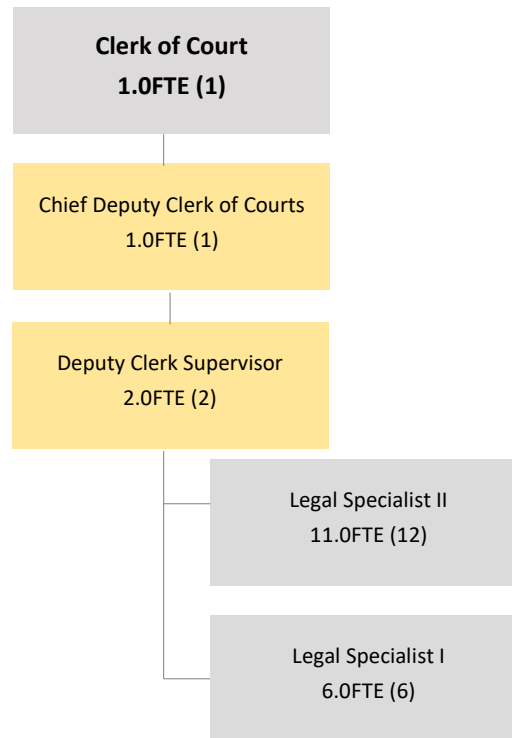 Clerk of Court
1.0FTE (1)
Chief Deputy Clerk of Courts
1.0FTE (1)
Deputy Clerk Supervisor
2.0FTE (2)
Legal Specialist II
11.0FTE (12)
Legal Specialist I
6.0FTE (6)